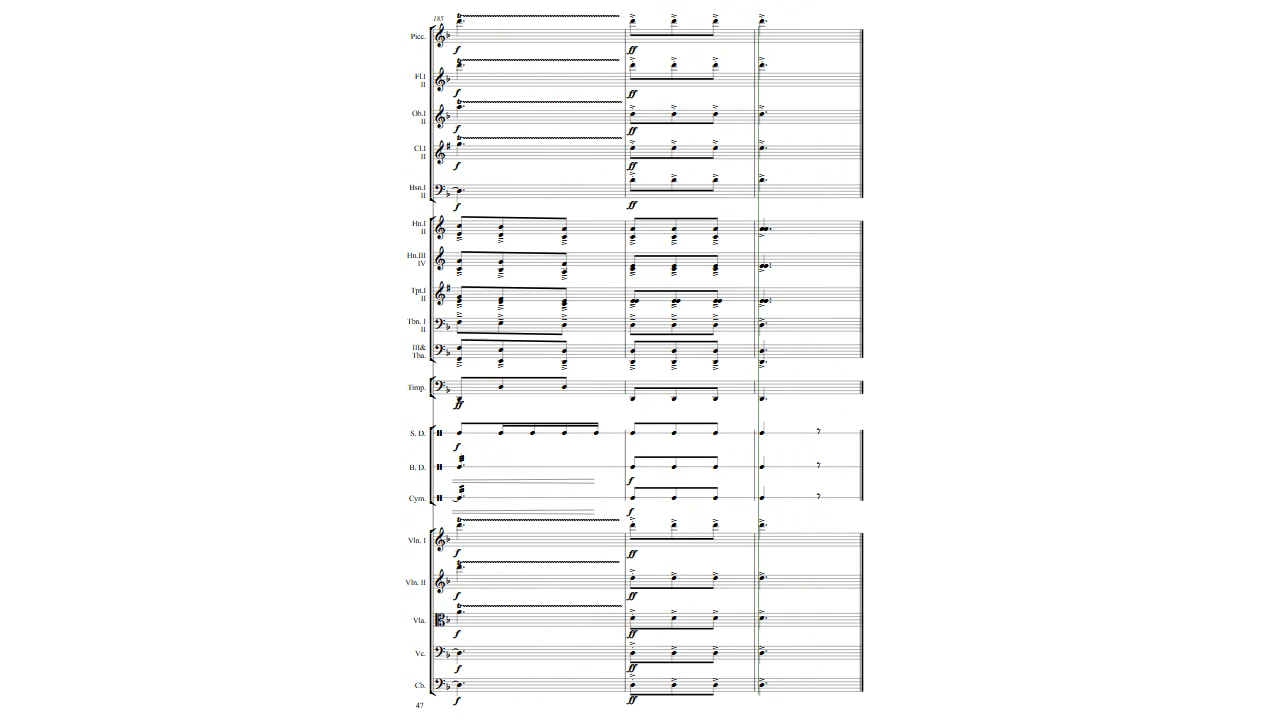 185
Picc.
f
ff
Fl.I
II
f
ff
Ob.I
II
f
ff
Cl.I
II
f
ff
Bsn.I
II
f
ff
Hn.I
II
Hn.III
IV
Tpt.I
II
Tbn. I
II
III&
Tba.
Timp.
ff
S. D.
f
B. D.
f
Cym.
f
Vln. I
f
ff
Vln. II
f
ff
Vla.
f
ff
Vc.
f
ff
Cb.
f
ff
47